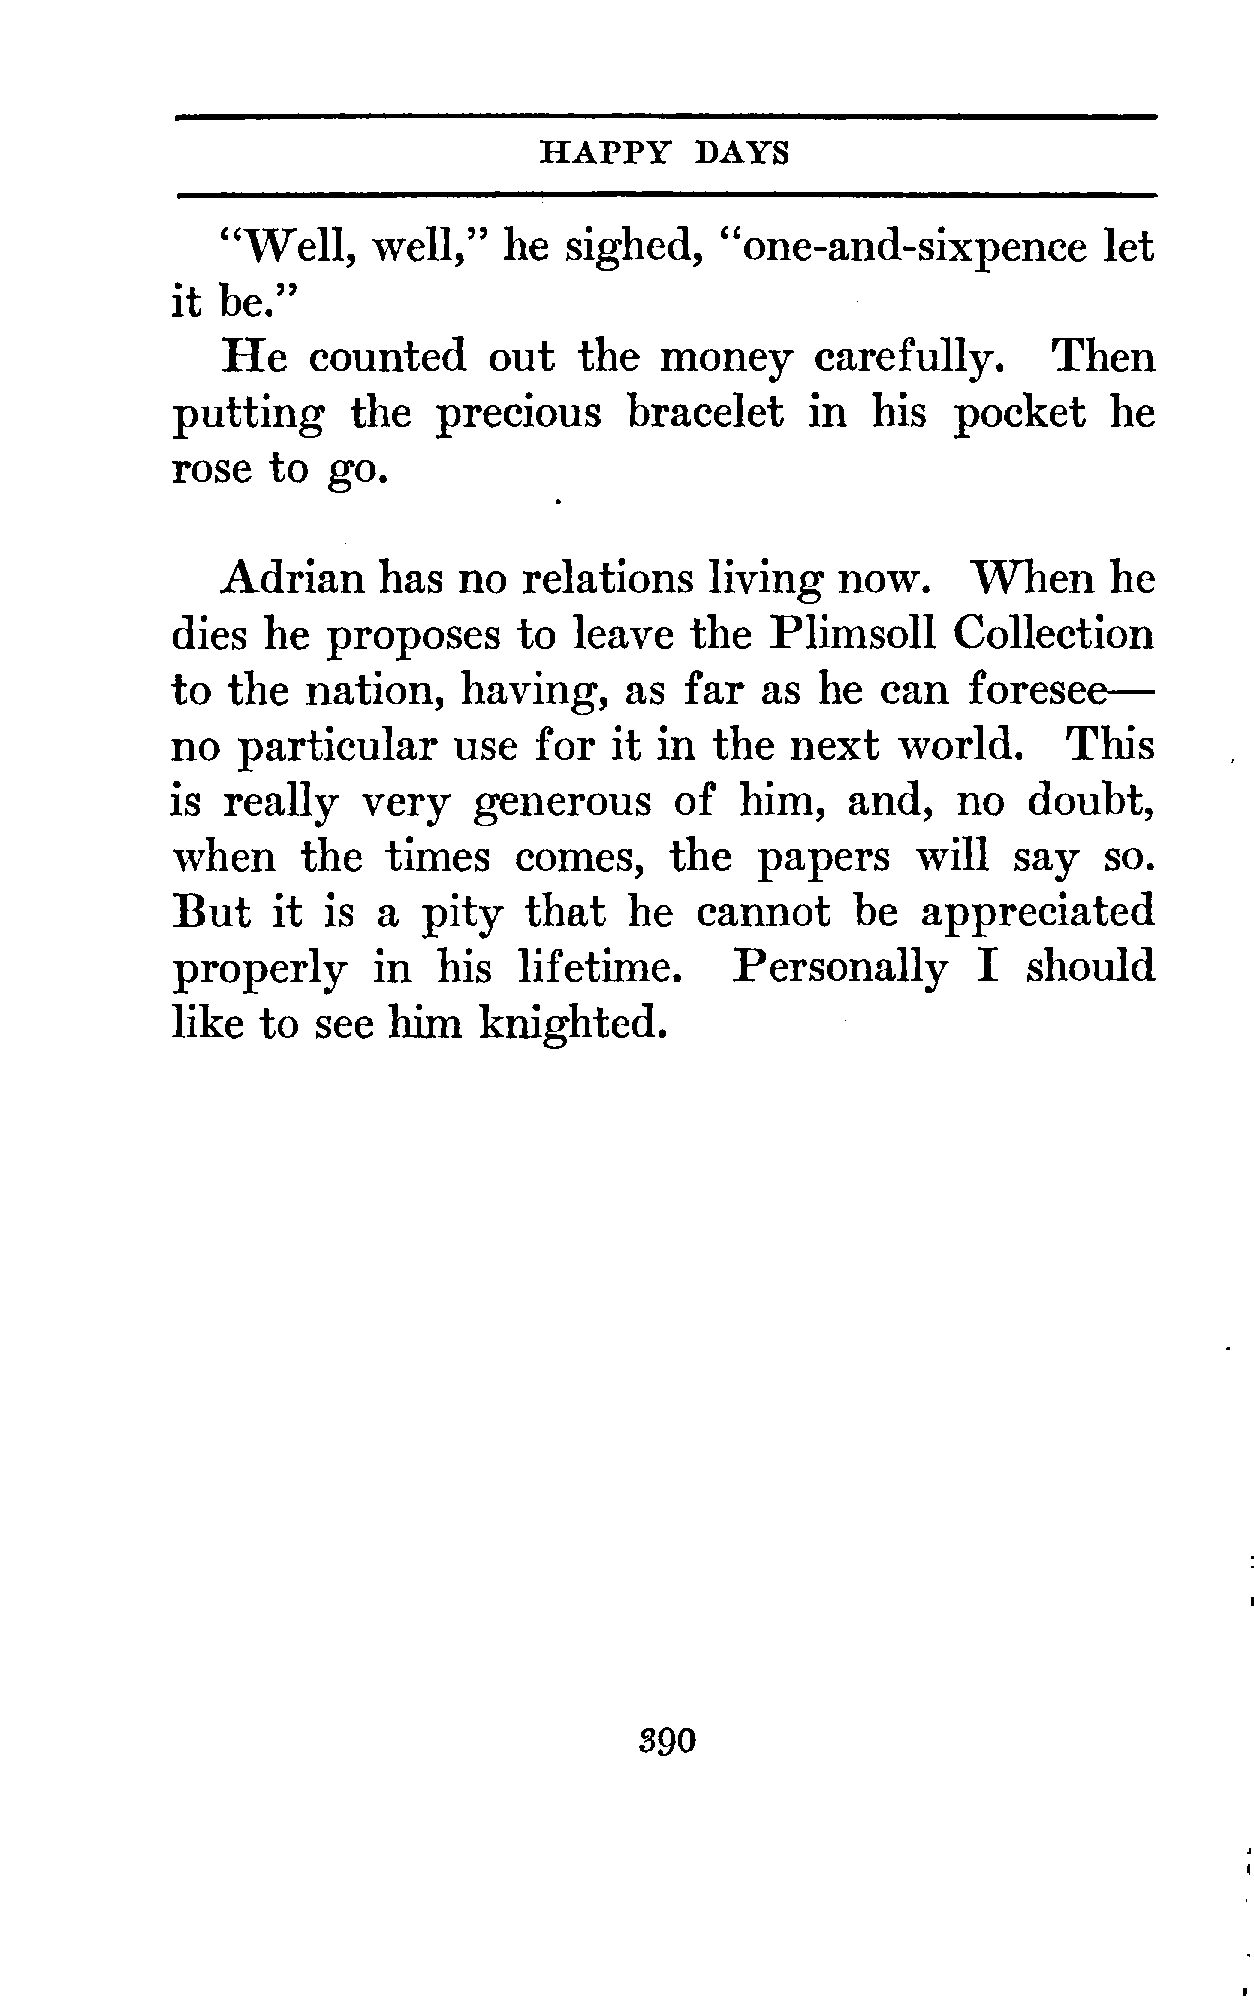 HAPPY DAYS
“Well, well,” he sighed, “one-and-sixpence let
it be.”
He counted out the money carefully. Then
putting the precious bracelet in his pocket he
rose to go.
Adrian has no relations living now. When he
dies he proposes to leave the Plimsoll Collection
to the nation, having, as far as he can foresee—
no particular use for it in the next world. This
is really very generous of him, and, no doubt,
when the times comes, the papers will say so.
But it is a pity that he cannot be appreciated
properly in his lifetime. Personally I should
like to see him knighted.
390